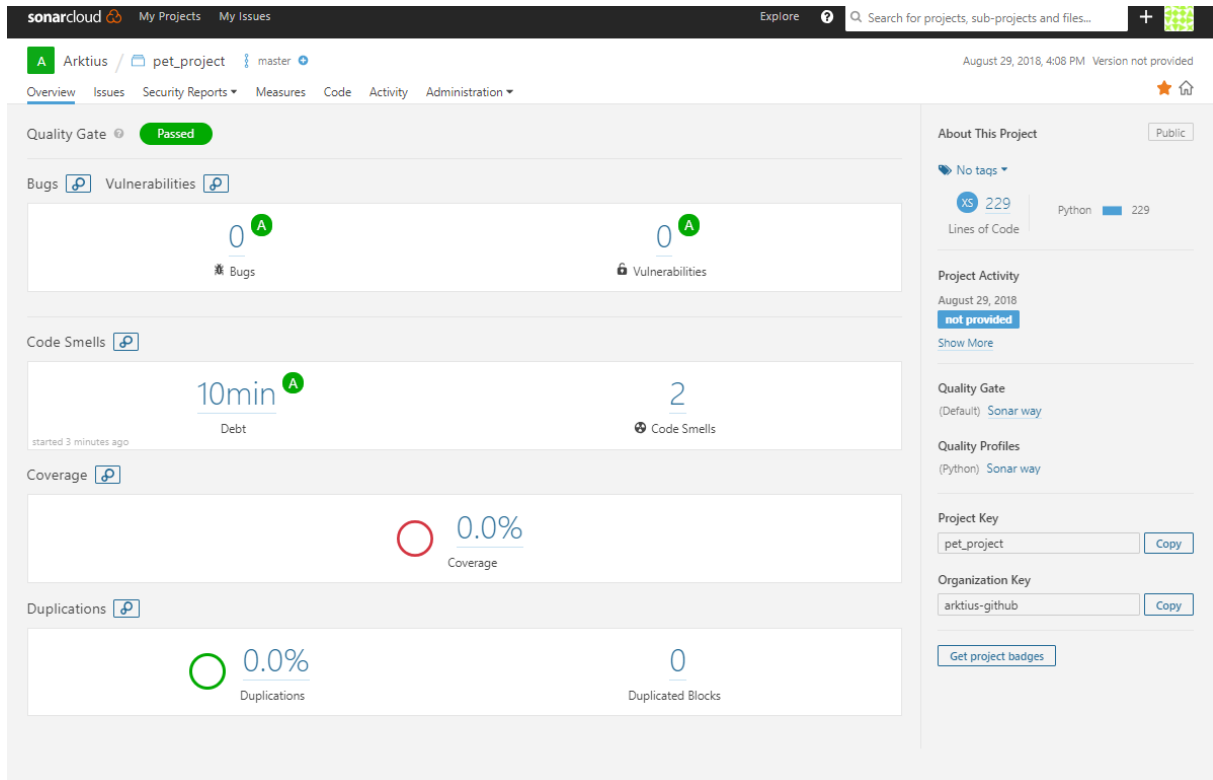 sonarcloud My Projects My Issues Explore Search for projects, sub-projects and files... +
A Arktius / pet_project master August 29, 2018, 4:08 PM Version not provided
Overview Issues Security Reports Measures Code Activity Administration
Quality Gate ? Passed
Bugs Vulnerabilities
0 A
Bugs
0 A
Vulnerabilities
Code Smells
10min A
Debt
started 3 minutes ago
2
Code Smells
Coverage
0.0%
Coverage
Duplications
0.0%
Duplications
0
Duplicated Blocks
About This Project Public
No tags
XS 229 Python 229
Lines of Code
Project Activity
August 29, 2018
not provided
Show More
Quality Gate
(Default) Sonar way
Quality Profiles
(Python) Sonar way
Project Key
pet_project Copy
Organization Key
arktius-github Copy
Get project badges